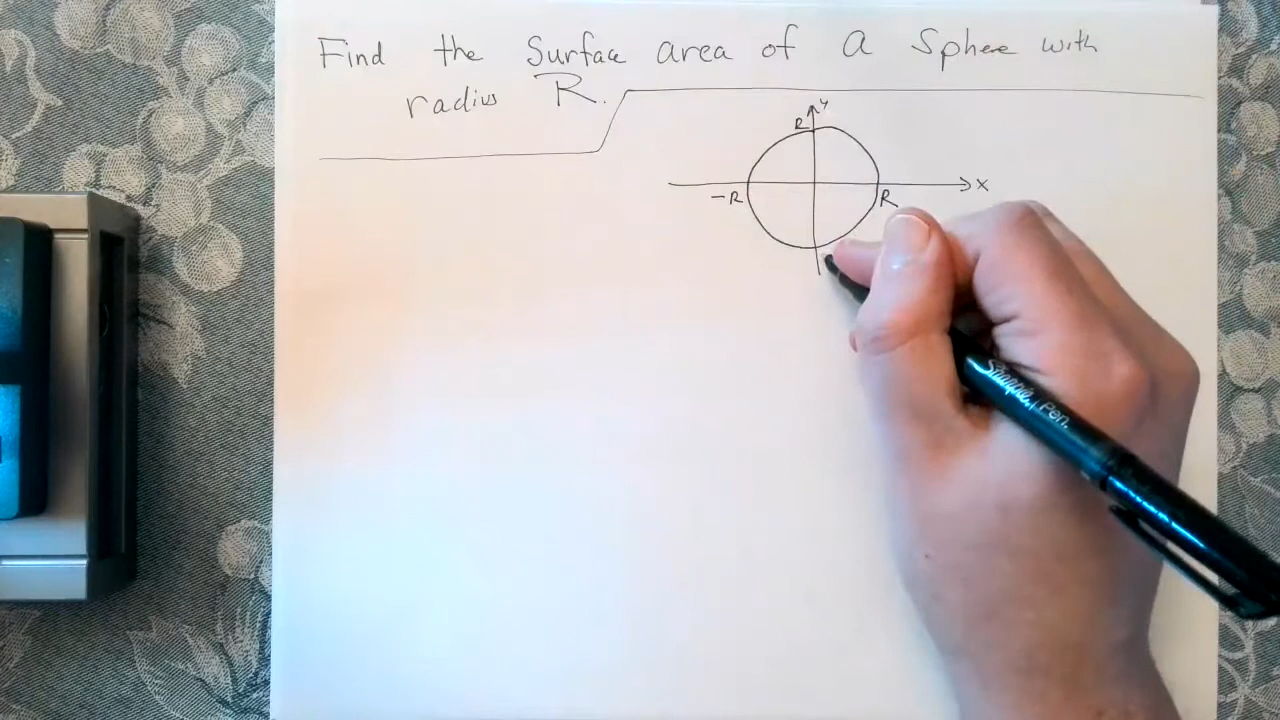 Find the Surface area of a Sphere with
radius R.
y
R
x
-R
R
Sharpie. Pen.